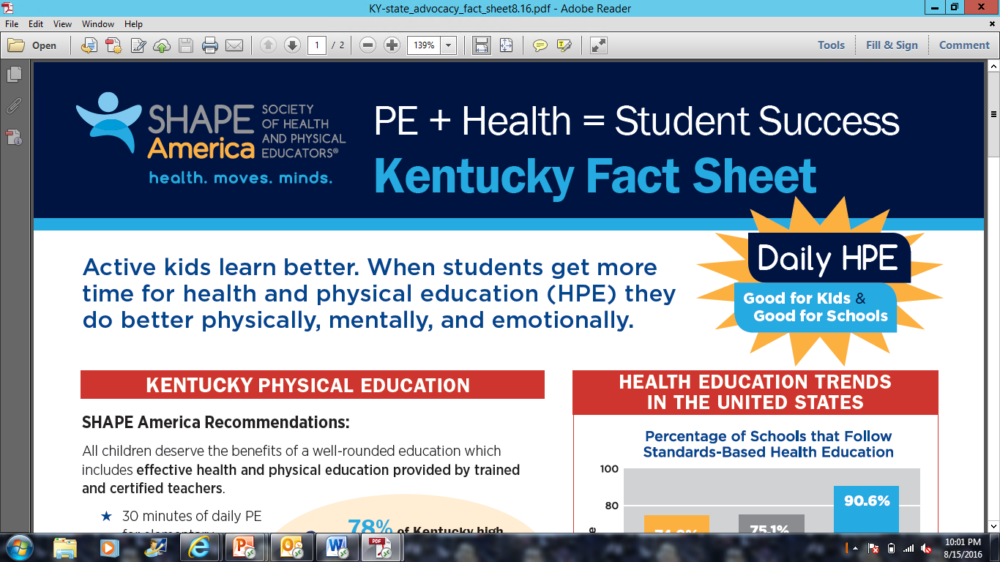 KY-state_advocacy_fact_sheet8.16.pdf - Adobe Reader
File Edit View Window Help
Open 1 / 2 139% Tools Fill & Sign Comment
SHAPE America
SOCIETY OF HEALTH AND PHYSICAL EDUCATORS®
health. moves. minds.
PE + Health = Student Success
Kentucky Fact Sheet
Active kids learn better. When students get more
time for health and physical education (HPE) they
do better physically, mentally, and emotionally.
Daily HPE
Good for Kids &
Good for Schools
KENTUCKY PHYSICAL EDUCATION
SHAPE America Recommendations:
All children deserve the benefits of a well-rounded education which
includes effective health and physical education provided by trained
and certified teachers.
★ 30 minutes of daily PE
for elementary
78% of Kentucky high
HEALTH EDUCATION TRENDS
IN THE UNITED STATES
Percentage of Schools that Follow
Standards-Based Health Education
100
80
75.1%
90.6%
10:01 PM
8/15/2016